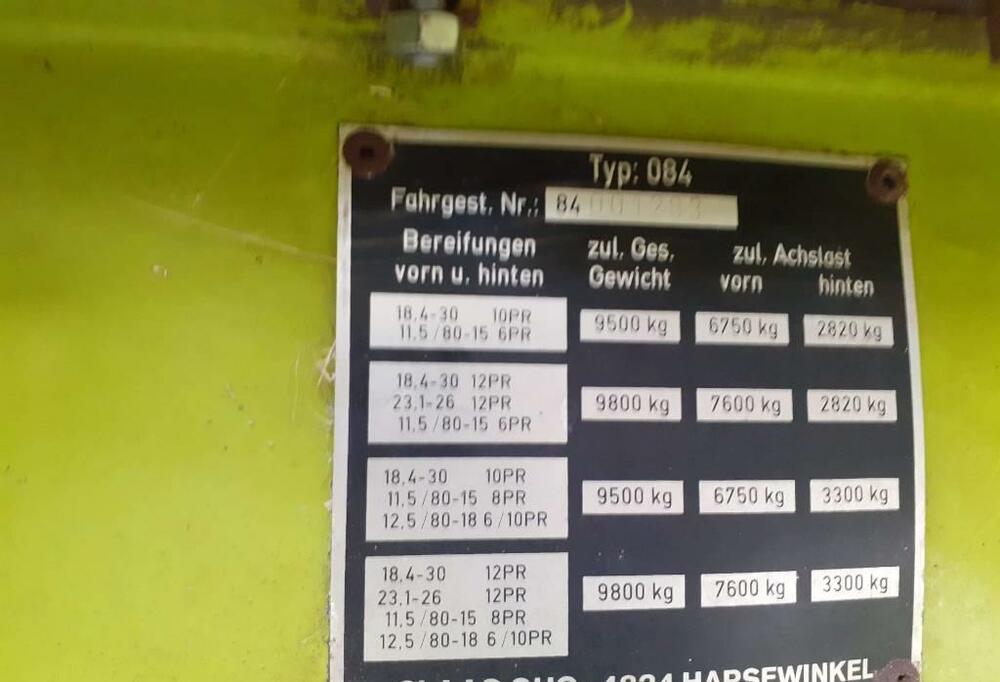 Typ: 084
Fahrgest. Nr.: 84001283
Bereifungen zul. Ges. zul. Achslast
vorn u. hinten Gewicht vorn hinten
18.4-30 10PR
11.5/80-15 6PR
9500 kg 6750 kg 2820 kg
18.4-30 12PR
23.1-26 12PR
11.5/80-15 6PR
9800 kg 7600 kg 2820 kg
18.4-30 10PR
11.5/80-15 8PR
12.5/80-18 6/10PR
9500 kg 6750 kg 3300 kg
18.4-30 12PR
23.1-26 12PR
11.5/80-15 8PR
12.5/80-18 6/10PR
9800 kg 7600 kg 3300 kg
CLAAS OHG · 4834 HARSEWINKEL